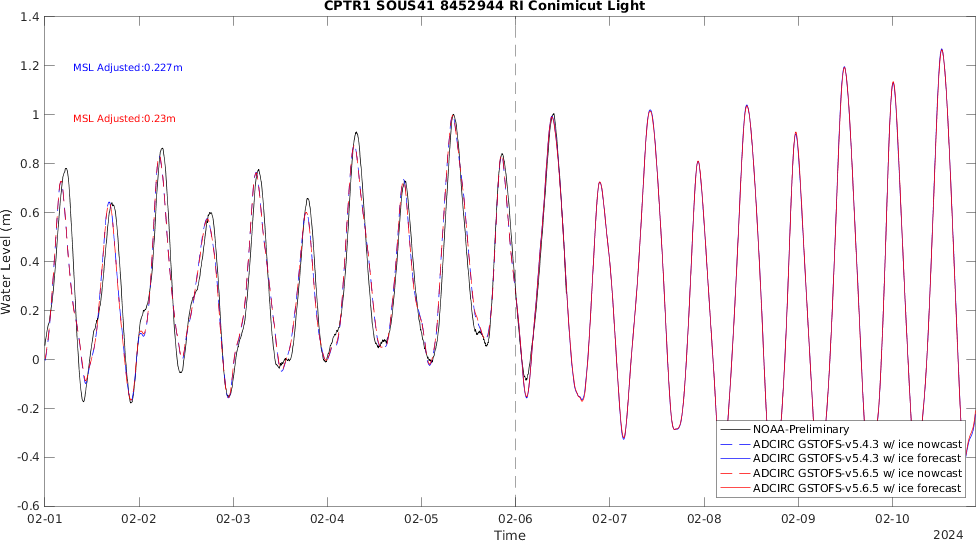 CPTR1 SOUS41 8452944 RI Conimicut Light
1.4
1.2
1
0.8
0.6
0.4
0.2
0
-0.2
-0.4
-0.6
Water Level (m)
MSL Adjusted:0.227m
MSL Adjusted:0.23m
NOAA-Preliminary
ADCIRC GSTOFS-v5.4.3 w/ ice nowcast
ADCIRC GSTOFS-v5.4.3 w/ ice forecast
ADCIRC GSTOFS-v5.6.5 w/ ice nowcast
ADCIRC GSTOFS-v5.6.5 w/ ice forecast
02-01 02-02 02-03 02-04 02-05 02-06 02-07 02-08 02-09 02-10
Time
2024